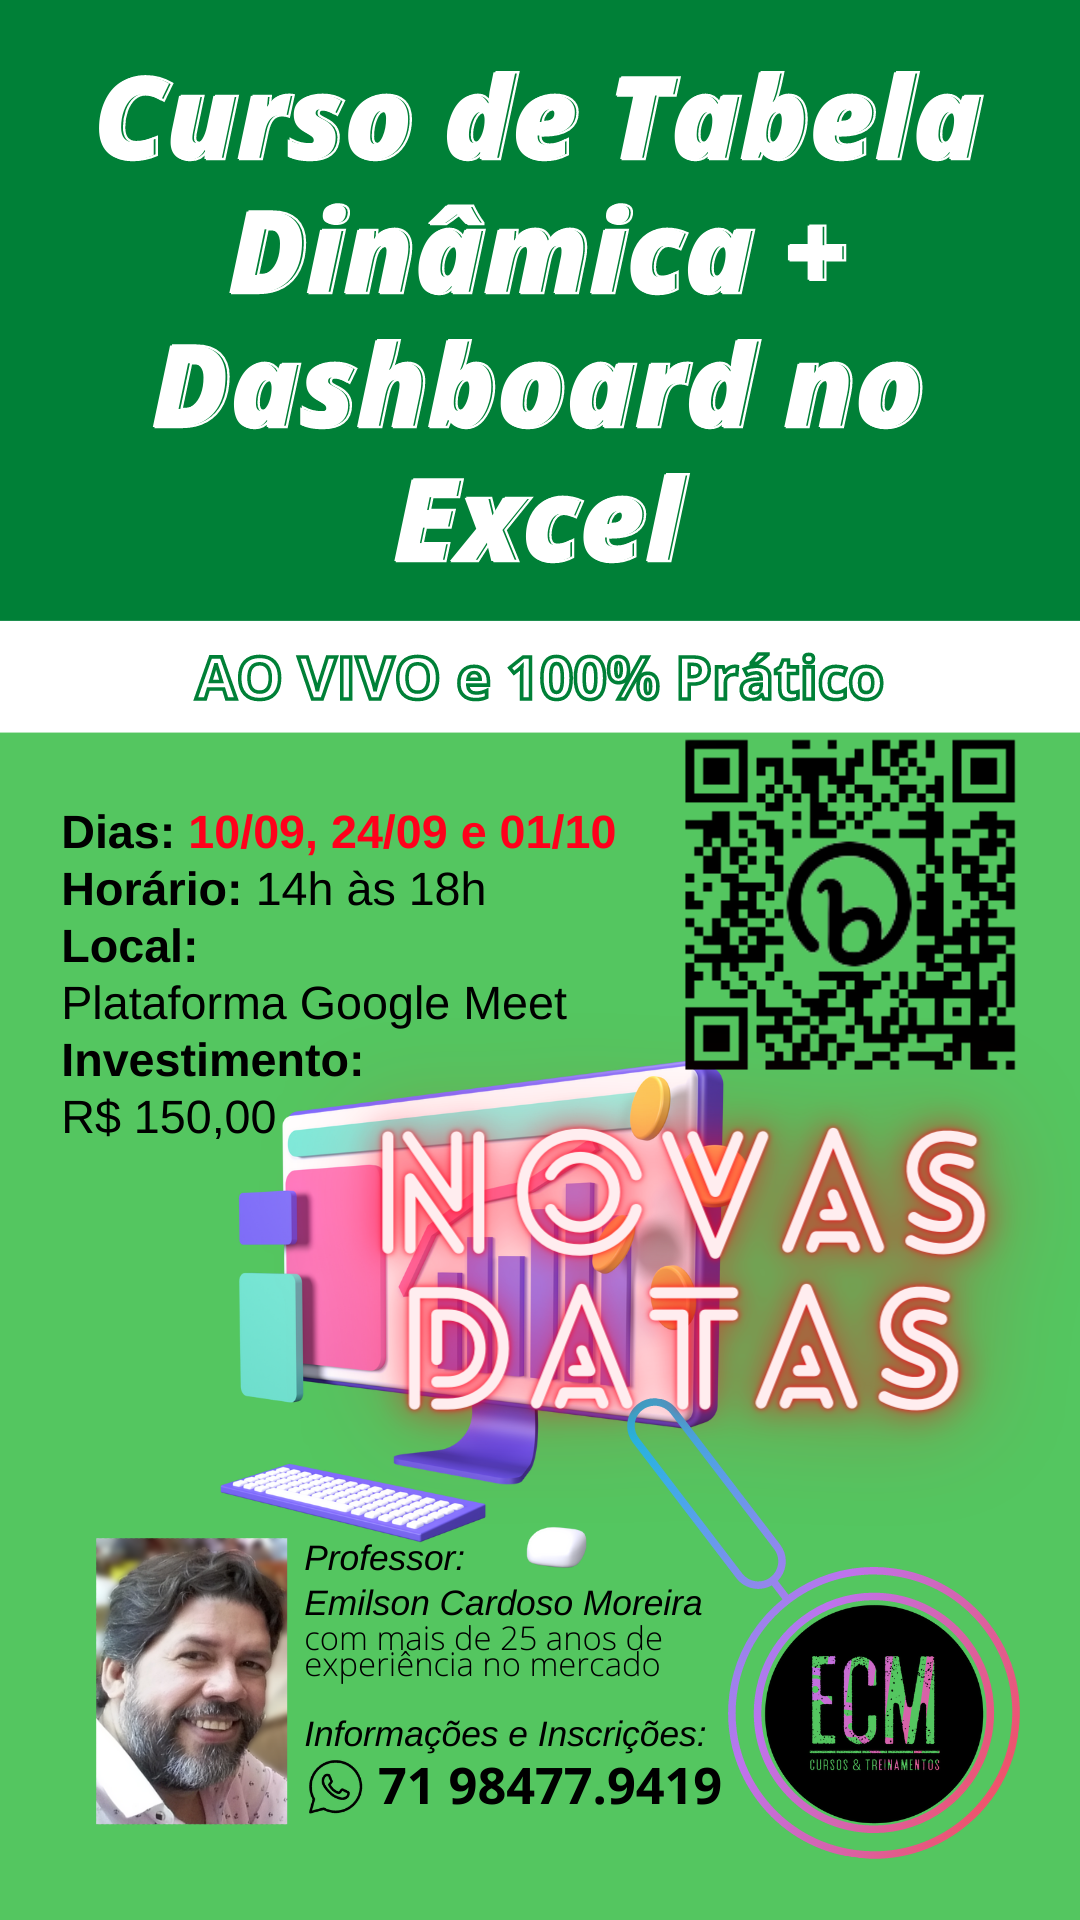 Curso de Tabela
Dinâmica +
Dashboard no
Excel
AO VIVO e 100% Prático
Dias: 10/09, 24/09 e 01/10
Horário: 14h às 18h
Local:
Plataforma Google Meet
Investimento:
R$ 150,00
NOVAS
DATAS
Professor:
Emilson Cardoso Moreira
com mais de 25 anos de
experiência no mercado
Informações e Inscrições:
71 98477.9419
ECM
CURSOS & TREINAMENTOS